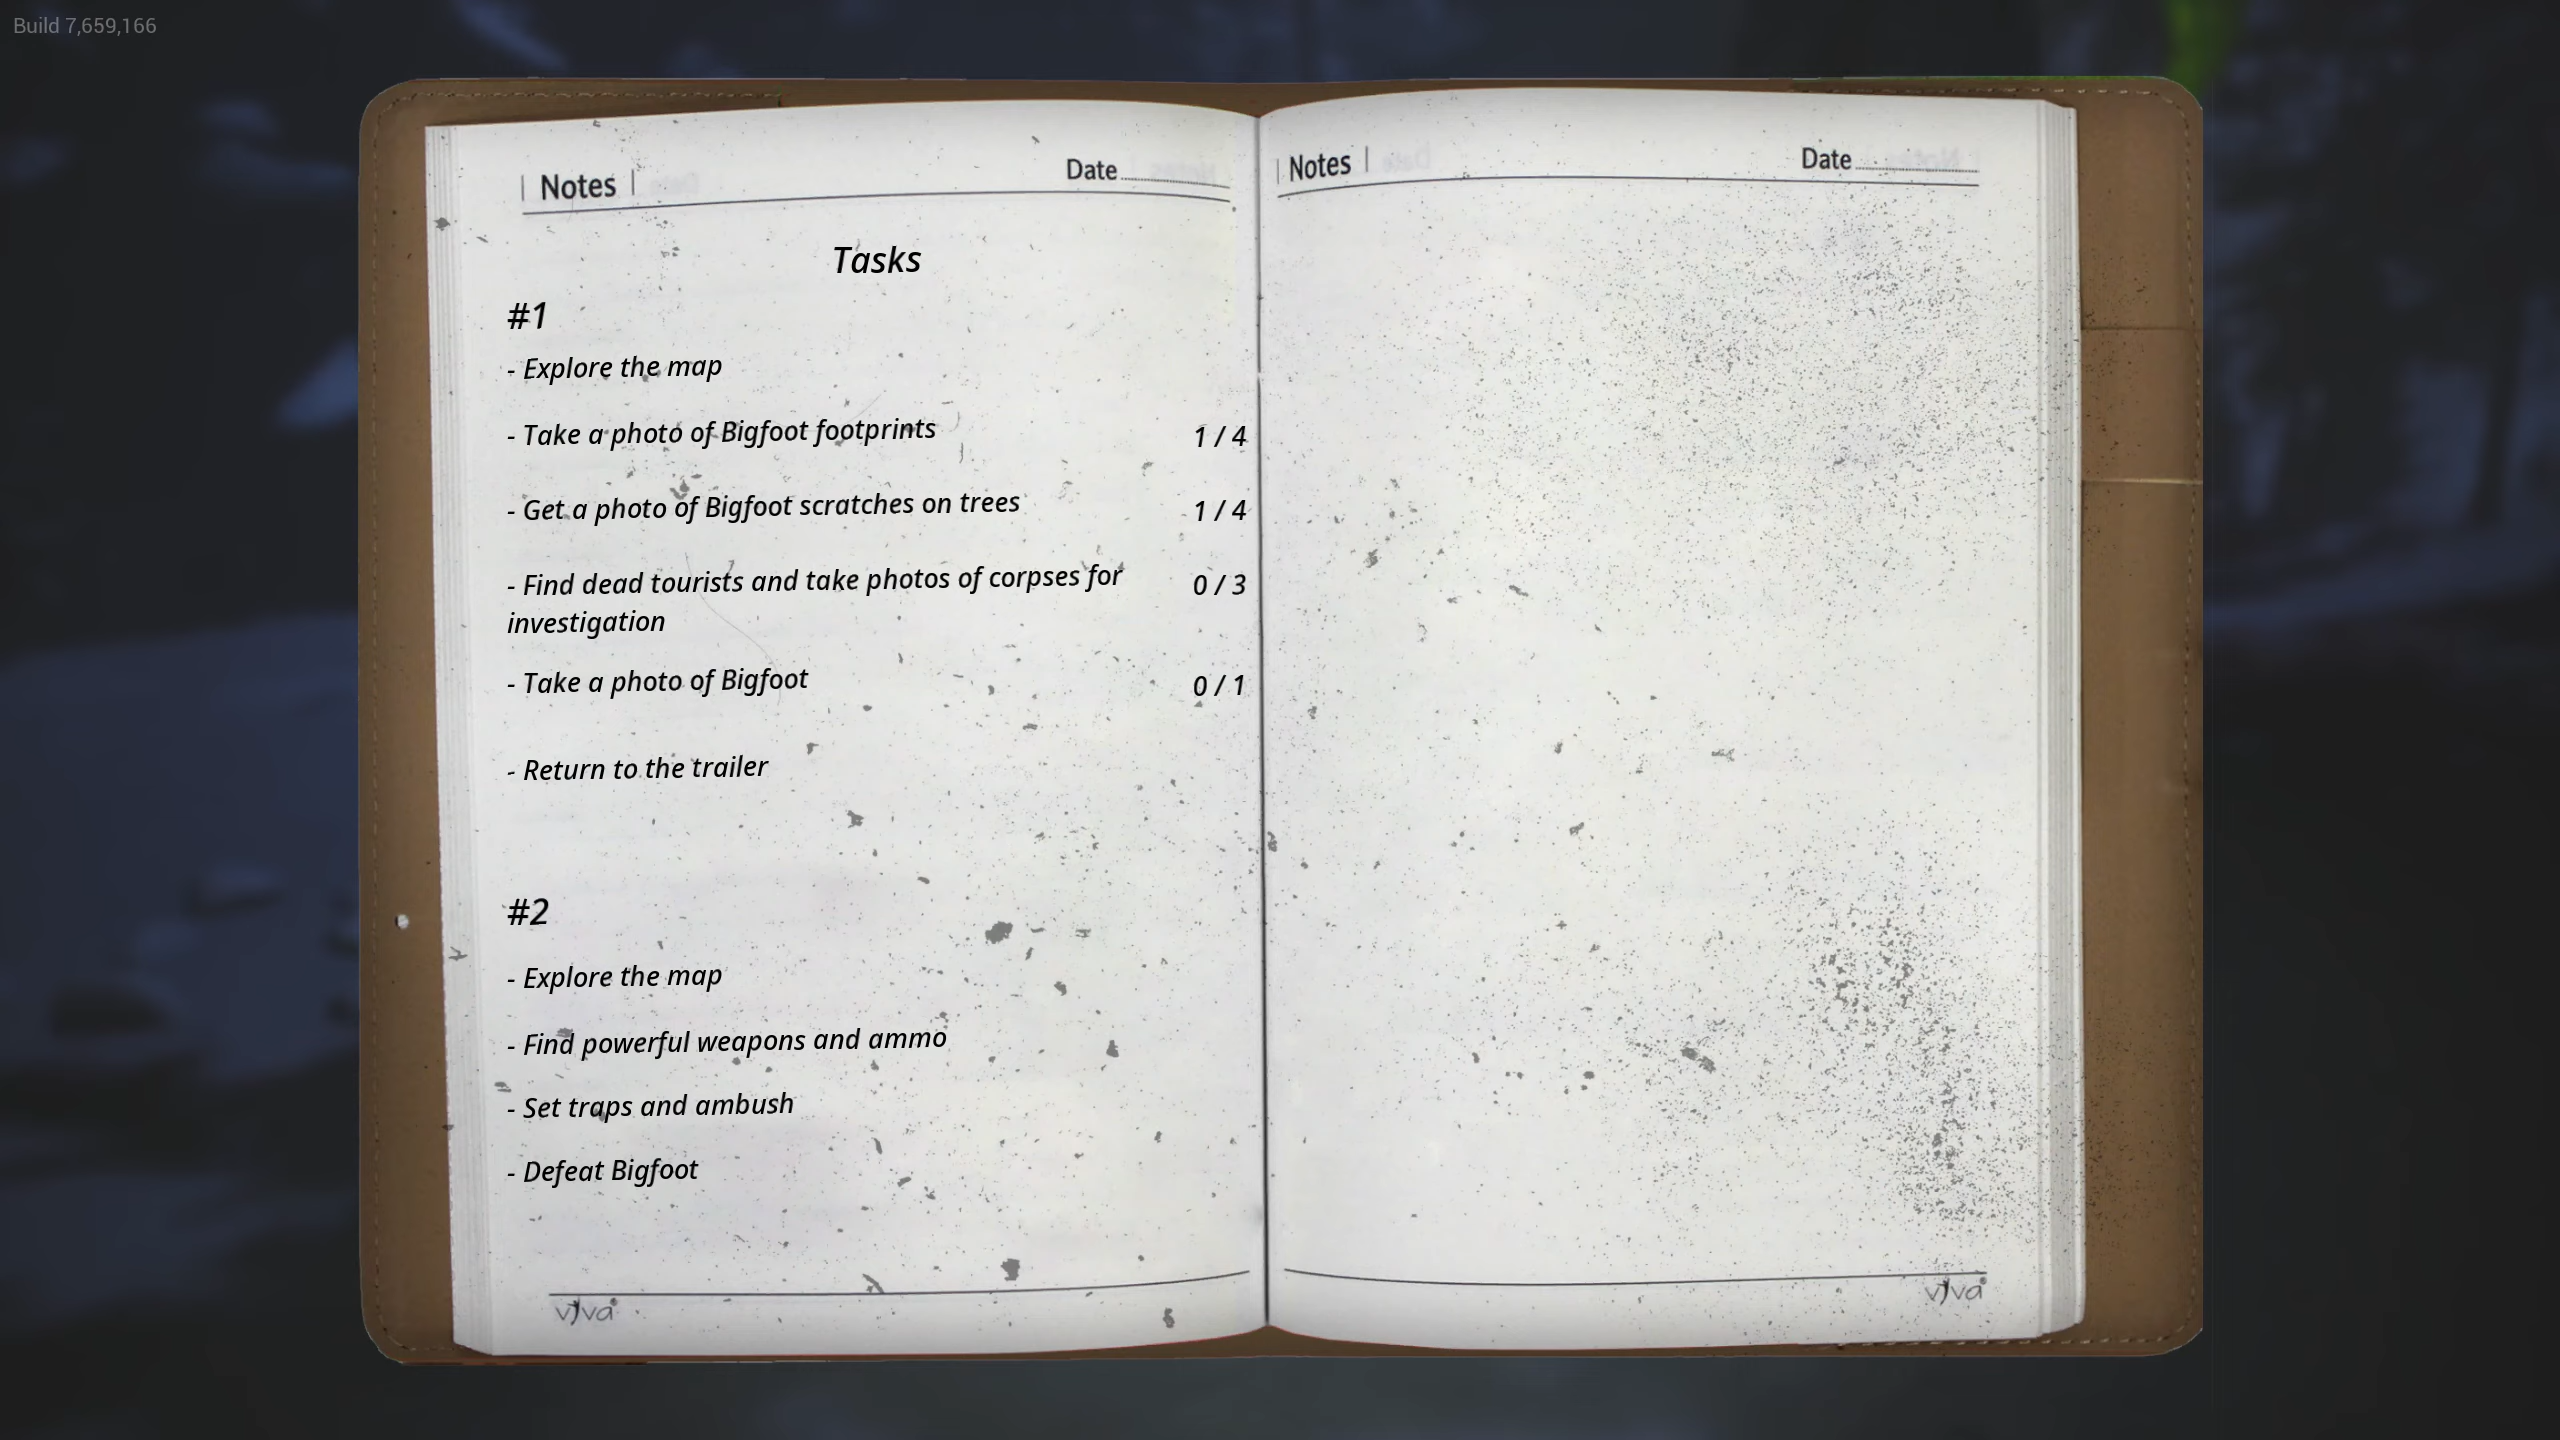 Build 7,659,166
Notes
Date
Tasks
#1
- Explore the map
- Take a photo of Bigfoot footprints 1 / 4
- Get a photo of Bigfoot scratches on trees 1 / 4
- Find dead tourists and take photos of corpses for 0 / 3
investigation
- Take a photo of Bigfoot 0 / 1
- Return to the trailer
#2
- Explore the map
- Find powerful weapons and ammo
- Set traps and ambush
- Defeat Bigfoot
viva
Notes
Date
viva